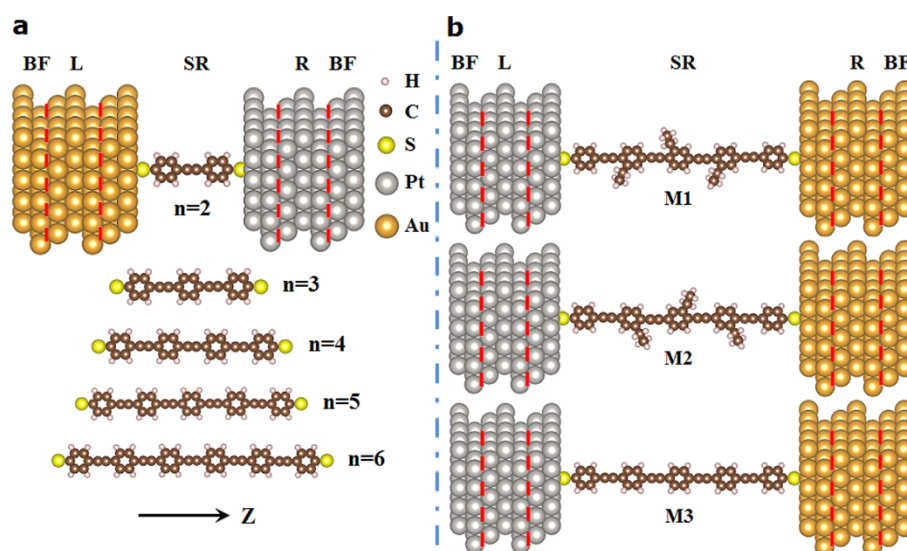 a
BF L SR R BF
H
C
S
Pt
Au
n=2
n=3
n=4
n=5
n=6
Z
b
BF L SR R BF
M1
M2
M3